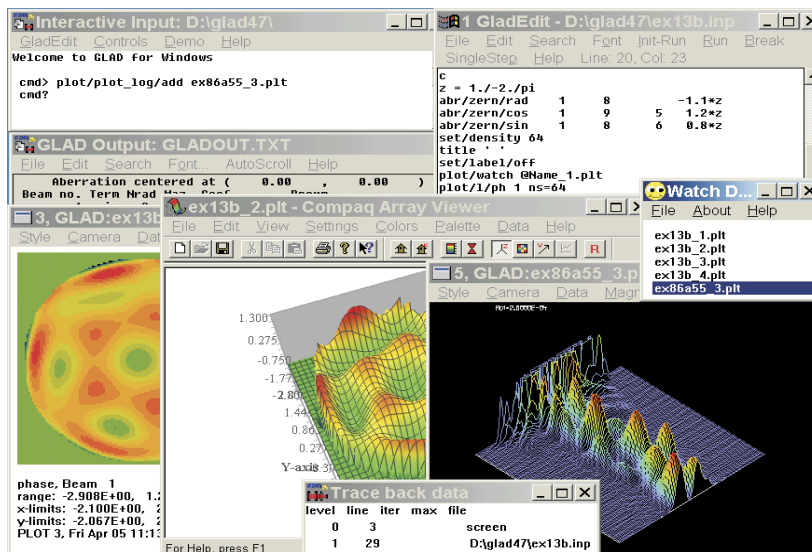 Interactive Input: D:\glad47\
GladEdit Controls Demo Help
Welcome to GLAD for Windows
cmd> plot/plot_log/add ex86a55_3.plt
cmd?
1 GladEdit - D:\glad47\ex13b.inp
File Edit Search Font Init-Run Run Break
SingleStep Help Line: 20, Col: 23
c
z = 1./-2./pi
abr/zern/rad 1 8 -1.1*z
abr/zern/cos 1 9 5 1.2*z
abr/zern/sin 1 8 6 0.8*z
set/density 64
title ' '
set/label/off
plot/watch @Name_1.plt
plot/l/ph 1 ns=64
GLAD Output: GLADOUT.TXT
File Edit Search Font... AutoScroll Help
Aberration centered at ( 0.00 , 0.00 )
Beam no. Term Nrad
Watch D...
File About Help
ex13b_1.plt
ex13b_2.plt
ex13b_3.plt
ex13b_4.plt
ex86a55_3.plt
3, GLAD:ex13b
Style Camera Dat
phase, Beam 1
range: -2.908E+00, 1.2
x-limits: -2.100E+00, 2
y-limits: -2.067E+00, 2
PLOT 3, Fri Apr 05 11:13
ex13b_2.plt - Compaq Array Viewer
File Edit View Settings Colors Palette Data Help
R
1.300
0.275
-0.750
-1.77
-2.80
1.44
0.86
0.27
Y-axis
For Help, press F1
5, GLAD:ex86a55_3.p
Style Camera Data Magn
Trace back data
level line iter max file
0 3 screen
1 29 D:\glad47\ex13b.inp